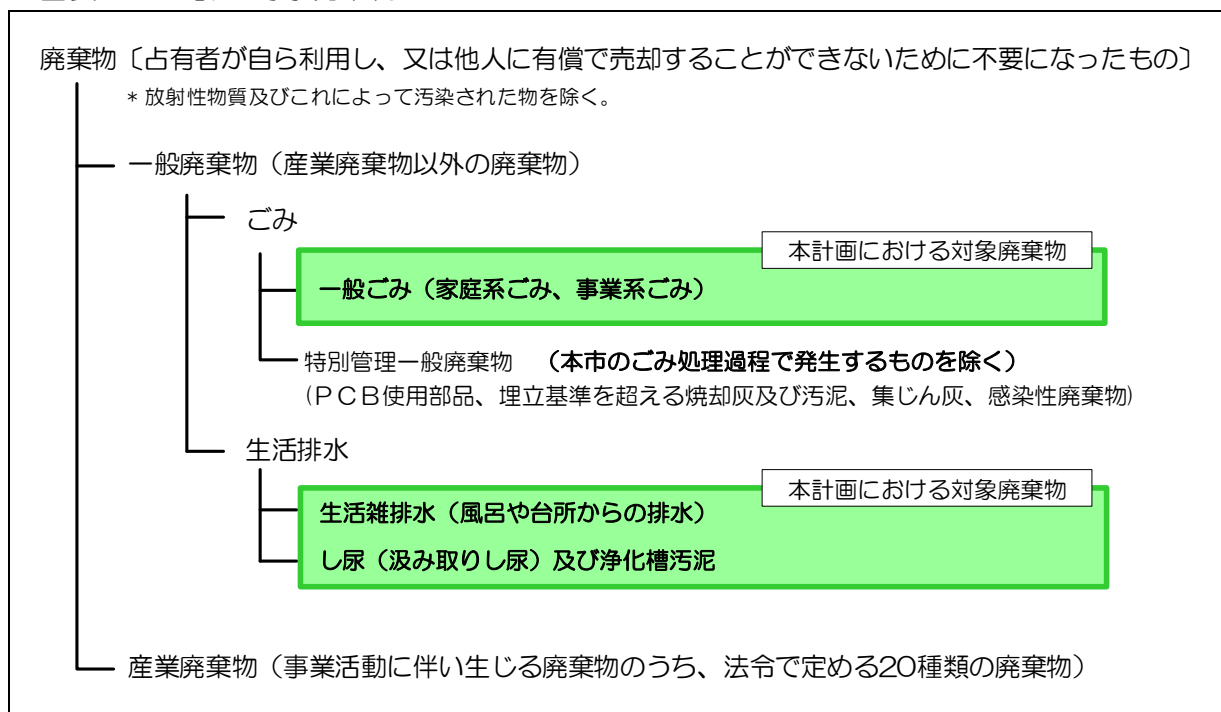 廃棄物〔占有者が自ら利用し、又は他人に有償で売却することができないために不要になったもの〕
＊放射性物質及びこれによって汚染された物を除く。
一般廃棄物（産業廃棄物以外の廃棄物）
ごみ
本計画における対象廃棄物
一般ごみ（家庭系ごみ、事業系ごみ）
特別管理一般廃棄物　（本市のごみ処理過程で発生するものを除く）
(ＰＣＢ使用部品、埋立基準を超える焼却灰及び汚泥、集じん灰、感染性廃棄物)
生活排水
本計画における対象廃棄物
生活雑排水（風呂や台所からの排水）
し尿（汲み取りし尿）及び浄化槽汚泥
産業廃棄物（事業活動に伴い生じる廃棄物のうち、法令で定める20種類の廃棄物）